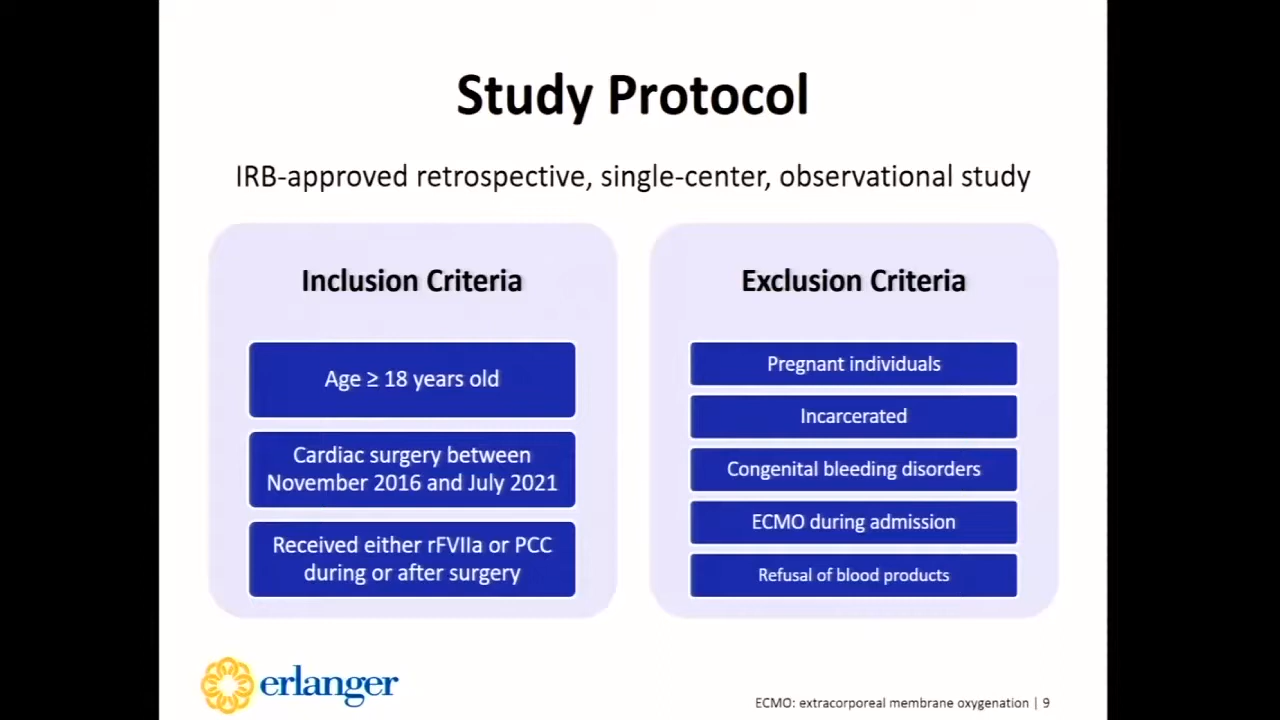 Study Protocol
IRB-approved retrospective, single-center, observational study
Inclusion Criteria
Age ≥ 18 years old
Cardiac surgery between
November 2016 and July 2021
Received either rFVIIa or PCC
during or after surgery
Exclusion Criteria
Pregnant individuals
Incarcerated
Congenital bleeding disorders
ECMO during admission
Refusal of blood products
erlanger
ECMO: extracorporeal membrane oxygenation | 9